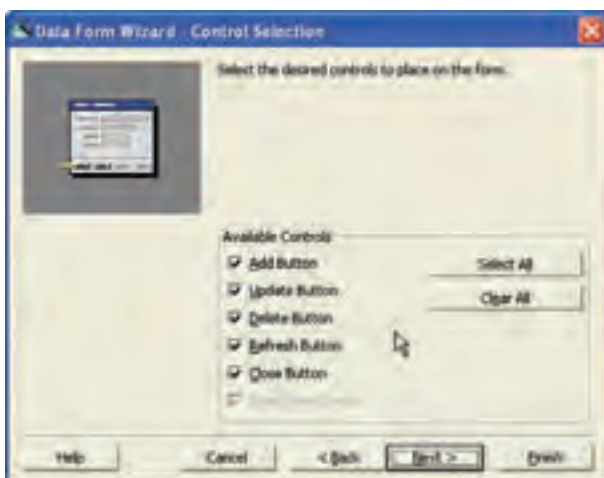 Data Form Wizard - Control Selection
Select the desired controls to place on the form.
Available Controls
Add Button
Select All
Update Button
Clear All
Delete Button
Refresh Button
Close Button
Help
Cancel
< Back
Next >
Finish